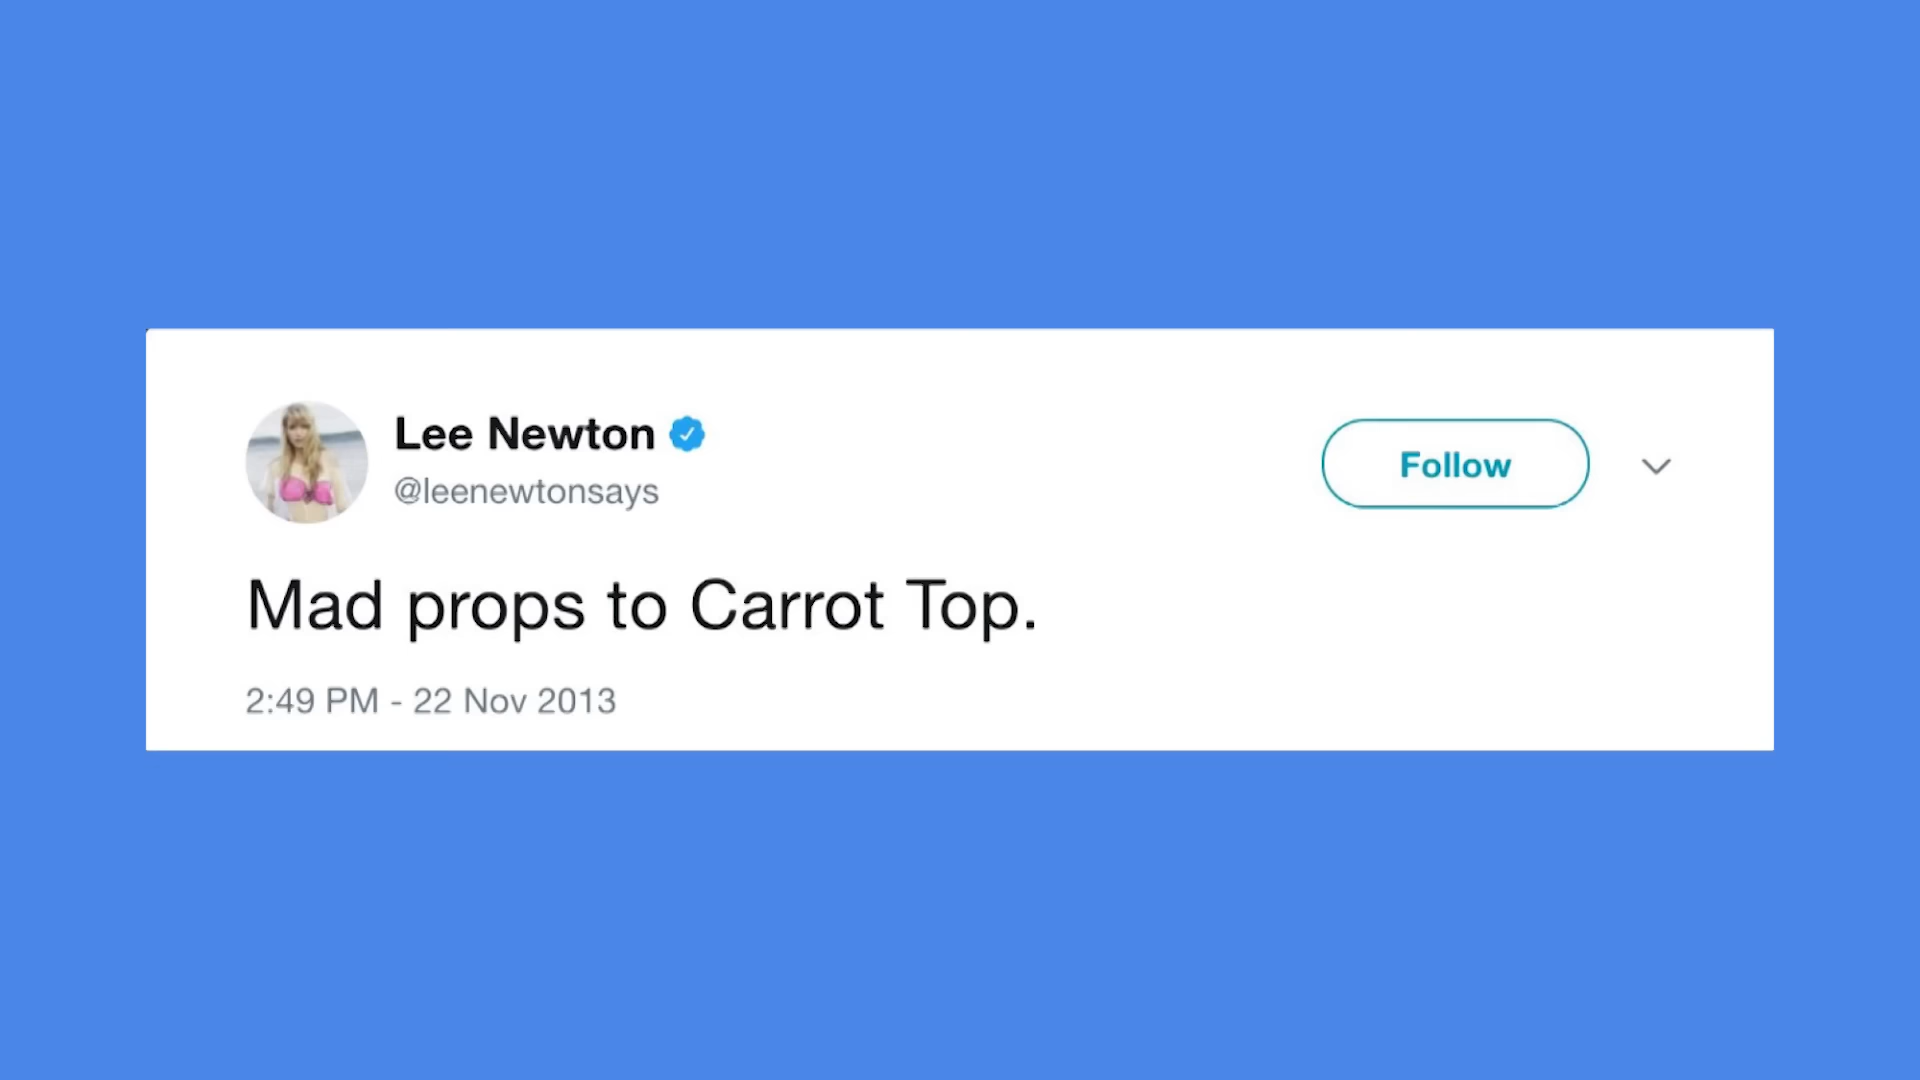 Lee Newton
@leenewtonsays
Follow
Mad props to Carrot Top.
2:49 PM - 22 Nov 2013